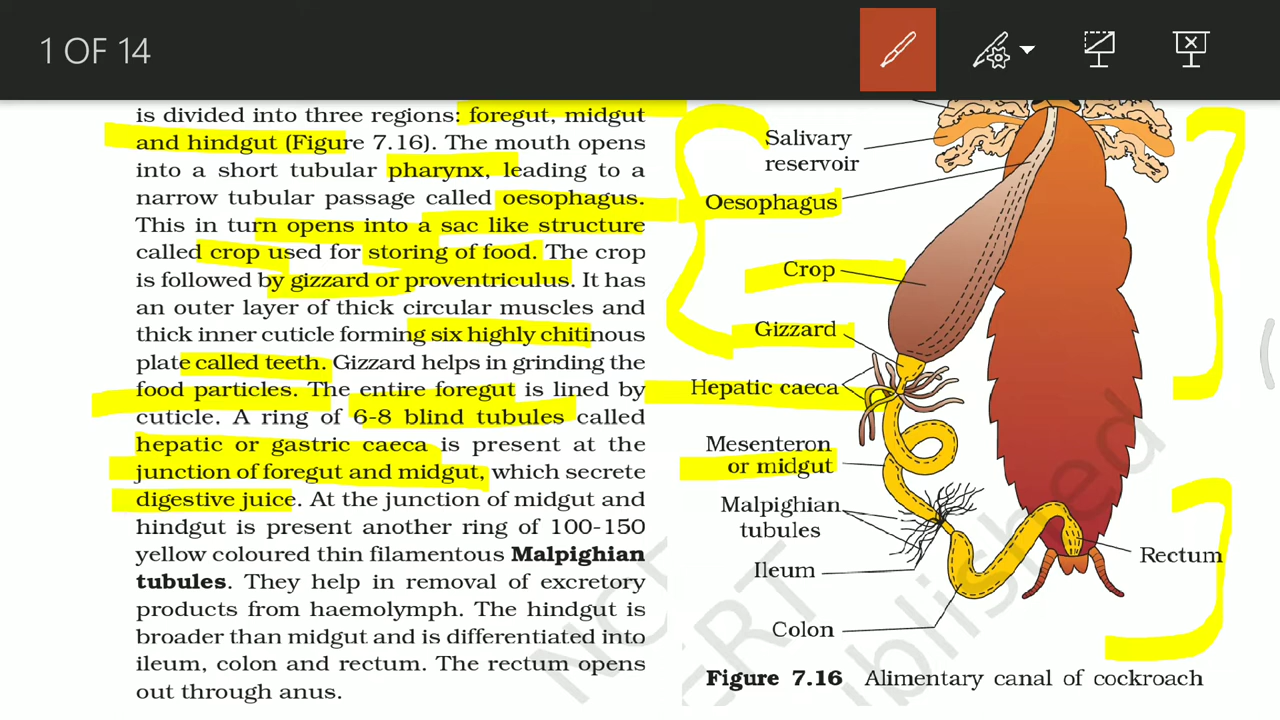 1 OF 14
is divided into three regions: foregut, midgut
and hindgut (Figure 7.16). The mouth opens
into a short tubular pharynx, leading to a
narrow tubular passage called oesophagus.
This in turn opens into a sac like structure
called crop used for storing of food. The crop
is followed by gizzard or proventriculus. It has
an outer layer of thick circular muscles and
thick inner cuticle forming six highly chitinous
plate called teeth. Gizzard helps in grinding the
food particles. The entire foregut is lined by
cuticle. A ring of 6-8 blind tubules called
hepatic or gastric caeca is present at the
junction of foregut and midgut, which secrete
digestive juice. At the junction of midgut and
hindgut is present another ring of 100-150
yellow coloured thin filamentous Malpighian
tubules. They help in removal of excretory
products from haemolymph. The hindgut is
broader than midgut and is differentiated into
ileum, colon and rectum. The rectum opens
out through anus.
Salivary
reservoir
Oesophagus
Crop
Gizzard
Hepatic caeca
Mesenteron
or midgut
Malpighian
tubules
Ileum
Colon
Rectum
Figure 7.16 Alimentary canal of cockroach